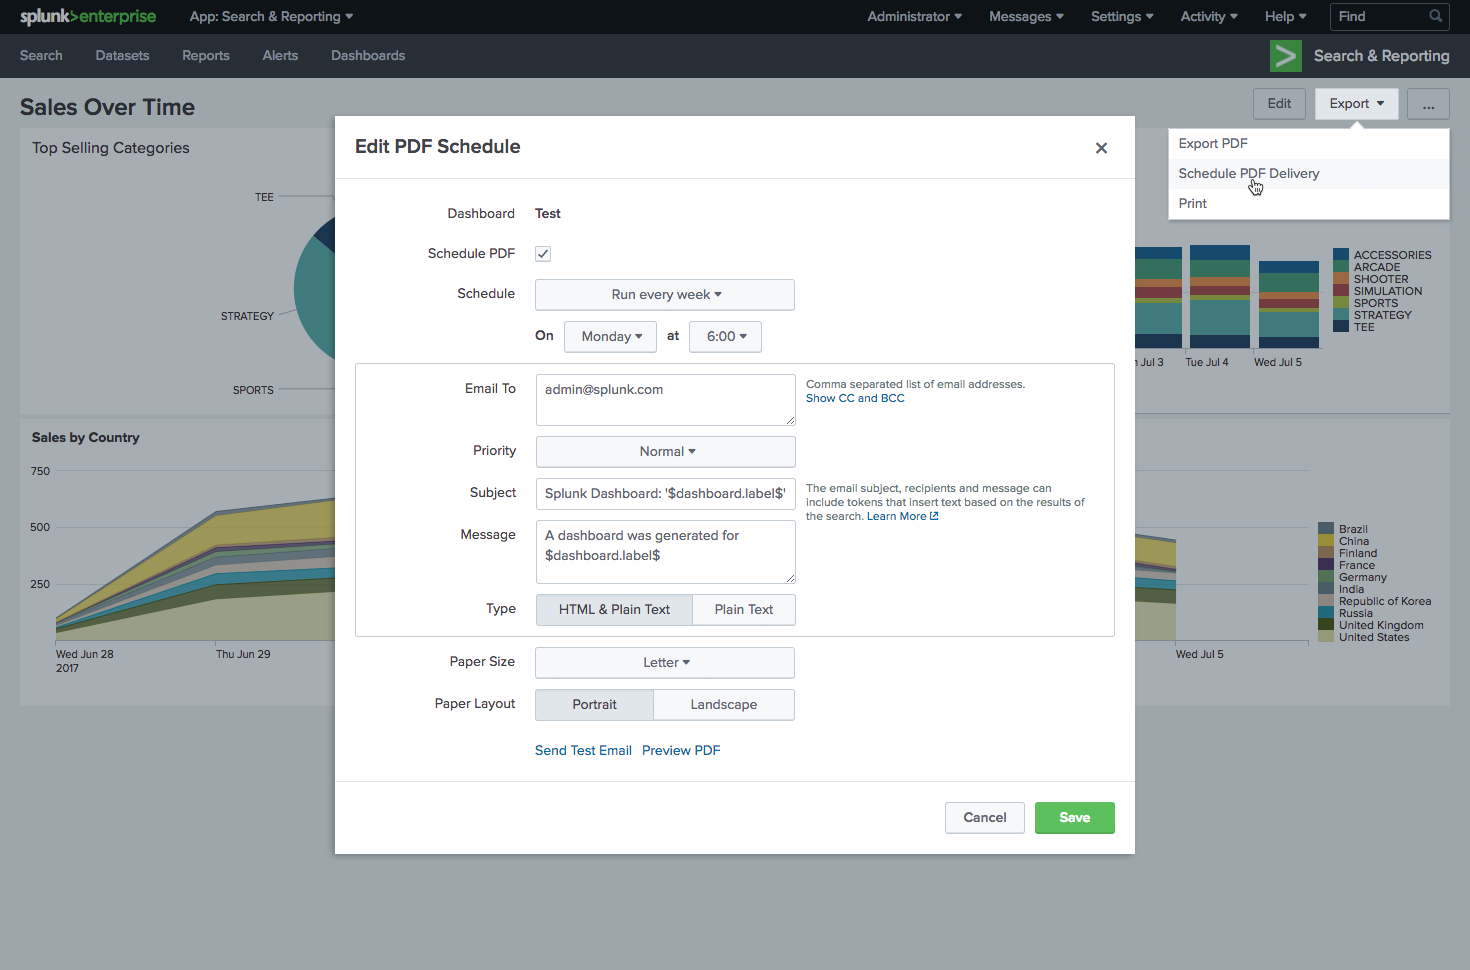 splunk>enterprise App: Search & Reporting Administrator Messages Settings Activity Help Find
Search Datasets Reports Alerts Dashboards Search & Reporting
Sales Over Time
Edit Export ...
Export PDF
Schedule PDF Delivery
Print
Top Selling Categories
TEE
STRATEGY
SPORTS
ACCESSORIES
ARCADE
SHOOTER
SIMULATION
SPORTS
STRATEGY
TEE
Jul 3 Tue Jul 4 Wed Jul 5
Sales by Country
750
500
250
Wed Jun 28
2017
Thu Jun 29
Wed Jul 5
Brazil
China
Finland
France
Germany
India
Republic of Korea
Russia
United Kingdom
United States
Edit PDF Schedule
Dashboard Test
Schedule PDF
Schedule Run every week
On Monday at 6:00
Email To admin@splunk.com
Comma separated list of email addresses.
Show CC and BCC
Priority Normal
Subject Splunk Dashboard: '$dashboard.label$'
The email subject, recipients and message can
include tokens that insert text based on the results of
the search. Learn More
Message A dashboard was generated for
$dashboard.label$
Type HTML & Plain Text Plain Text
Paper Size Letter
Paper Layout Portrait Landscape
Send Test Email Preview PDF
Cancel Save